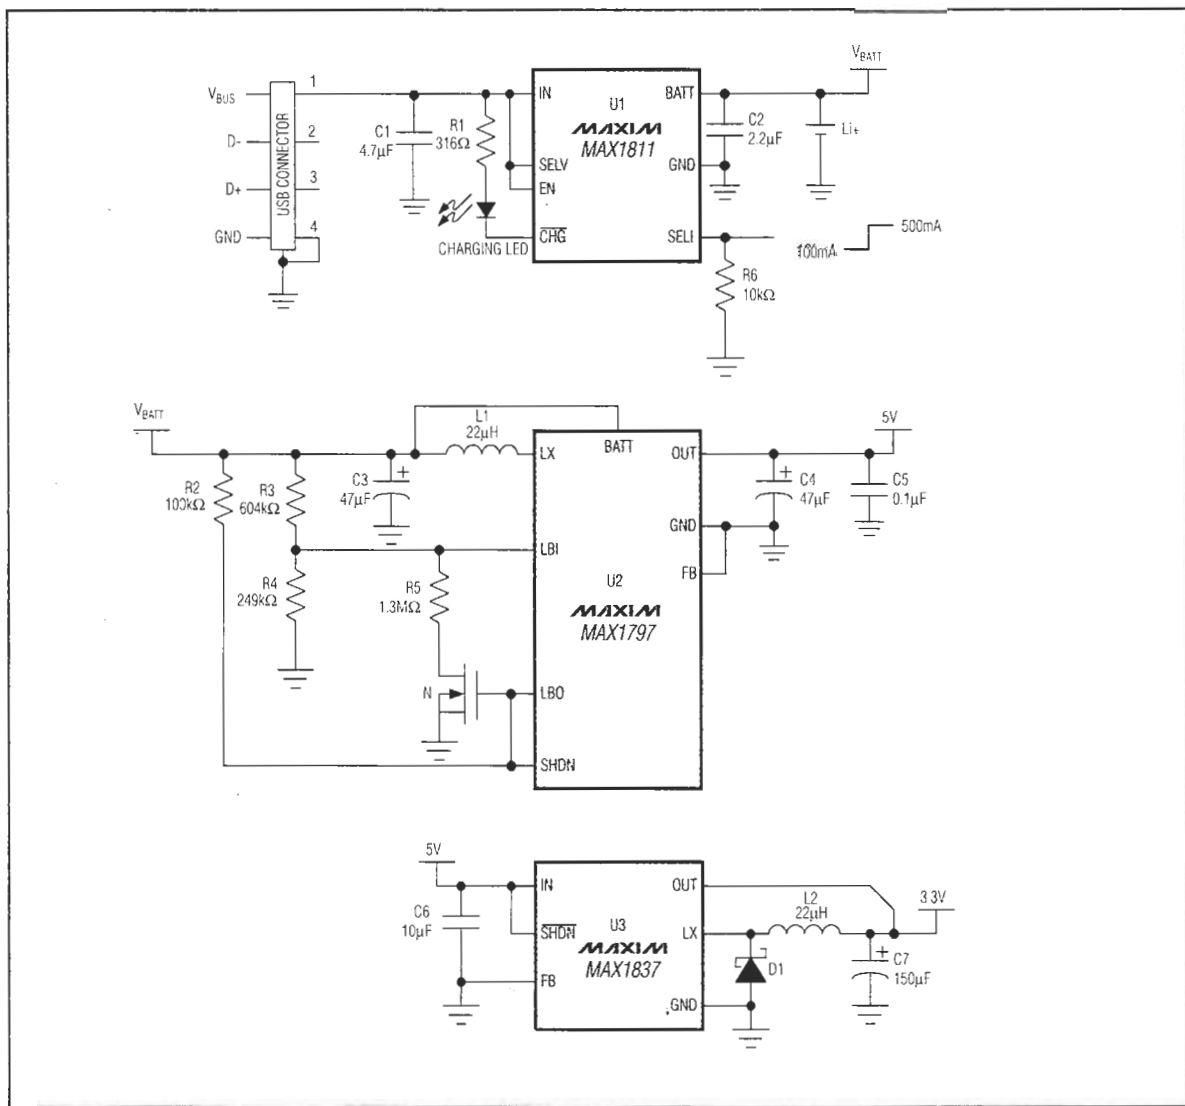 V_BUS
D-
D+
GND
USB CONNECTOR
1
2
3
4
C1
4.7µF
R1
316Ω
CHARGING LED
IN
SELV
EN
CHG
U1
MAXIM
MAX1811
BATT
GND
SELI
C2
2.2µF
V_BATT
Li+
R6
10kΩ
100mA
500mA
V_BATT
R2
100kΩ
R3
604kΩ
C3
+
47µF
L1
22µH
R4
249kΩ
R5
1.3MΩ
N
LX
BATT
OUT
LBI
GND
FB
U2
MAXIM
MAX1797
LBO
SHDN
5V
+
C4
47µF
C5
0.1µF
5V
C6
10µF
IN
SHDN
FB
U3
MAXIM
MAX1837
OUT
LX
GND
L2
22µH
D1
3.3V
+
C7
150µF